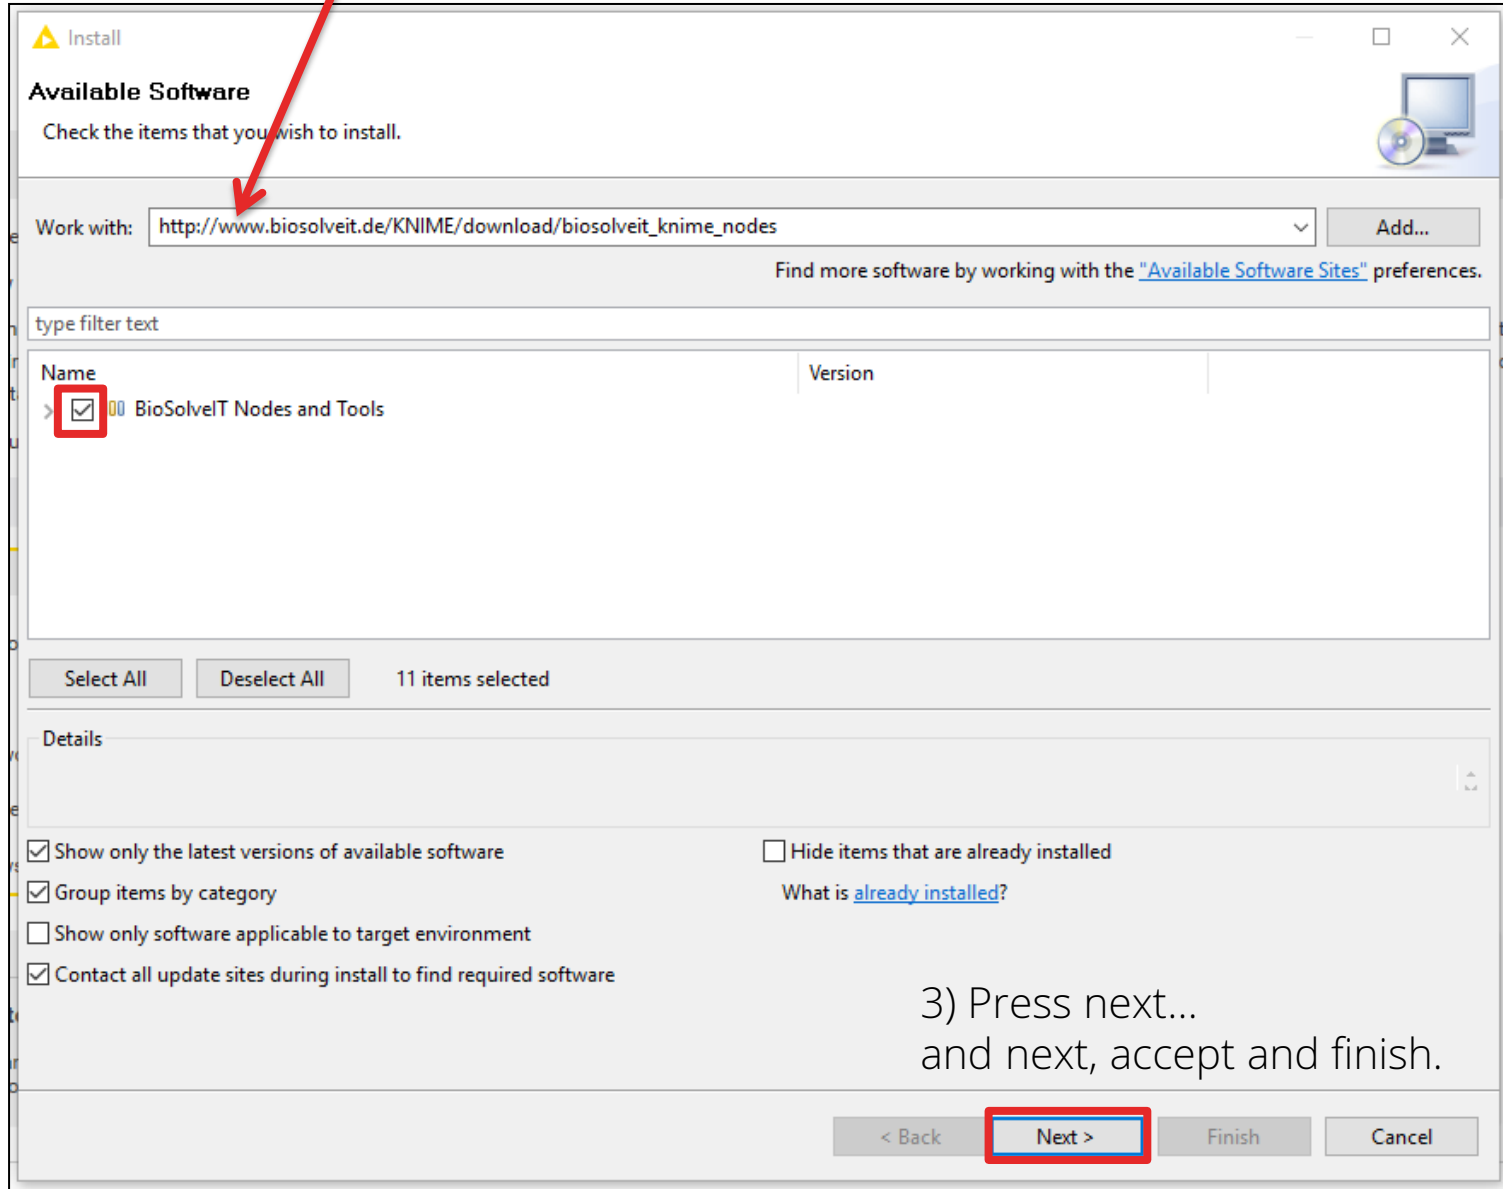 Install
Available Software
Check the items that you wish to install.
Work with: http://www.biosolveit.de/KNIME/download/biosolveit_knime_nodes Add...
Find more software by working with the "Available Software Sites" preferences.
type filter text
Name Version
BioSolveIT Nodes and Tools
Select All Deselect All 11 items selected
Details
Show only the latest versions of available software Hide items that are already installed
Group items by category What is already installed?
Show only software applicable to target environment
Contact all update sites during install to find required software
3) Press next...
and next, accept and finish.
< Back Next > Finish Cancel